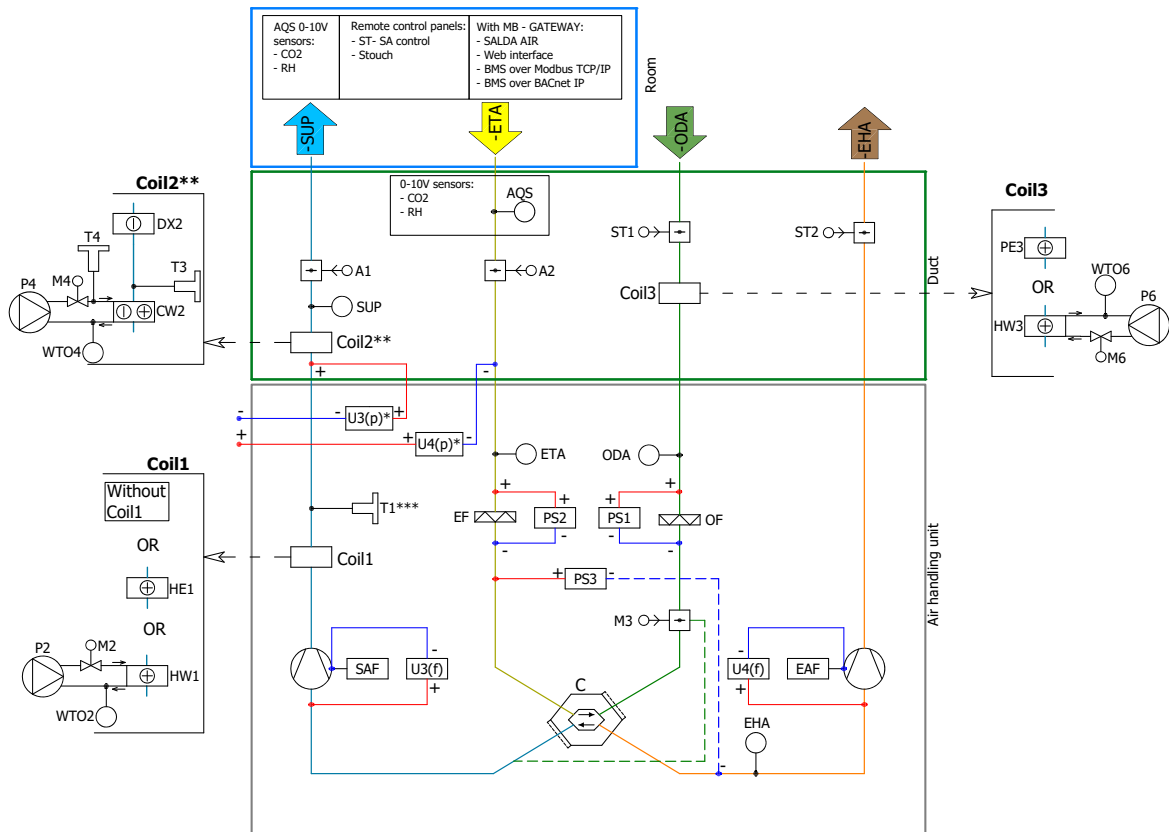 AQS 0-10V
sensors:
- CO2
- RH
Remote control panels:
- ST- SA control
- Stouch
With MB - GATEWAY:
- SALDA AIR
- Web interface
- BMS over Modbus TCP/IP
- BMS over BACnet IP
Room
-SUP
-ETA
-ODA
-EHA
Coil2**
DX2
T4
T3
M4
P4
CW2
WTO4
0-10V sensors:
- CO2
- RH
AQS
ST1
ST2
A1
A2
SUP
Coil3
Coil2**
Duct
+
-
Coil3
PE3
OR
WTO6
P6
HW3
M6
-
-
U3(p)*
+
+
+
U4(p)*
-
ETA
ODA
+
+
+
+
EF
PS2
PS1
OF
-
-
-
-
T1***
Coil1
+
PS3
-
M3
Air handling unit
Coil1
Without
Coil1
OR
HE1
OR
P2
M2
HW1
WTO2
-
SAF
U3(f)
+
-
U4(f)
EAF
+
C
EHA
-